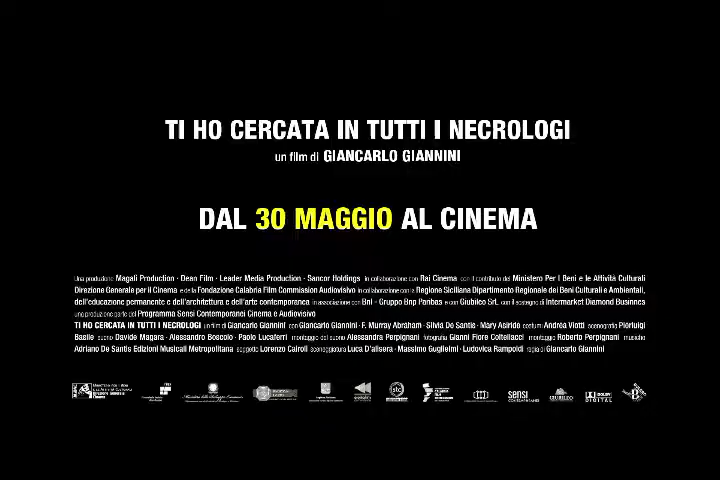 TI HO CERCATA IN TUTTI I NECROLOGI
un film di GIANCARLO GIANNINI
DAL 30 MAGGIO AL CINEMA
Una produzione Magali Production · Dean Film · Leader Media Production · Sancor Holdings in collaborazione con Rai Cinema con il contributo del Ministero Per I Beni e le Attività Culturali
Direzione Generale per il Cinema e della Fondazione Calabria Film Commission Audiovisivo in collaborazione con la Regione Siciliana Dipartimento Regionale dei Beni Culturali e Ambientali,
dell'educazione permanente e dell'architettura e dell'arte contemporanea in associazione con Bnl - Gruppo Bnp Paribas e con Giubileo SrL con il sostegno di Intermarket Diamond Business
una produzione parte del Programma Sensi Contemporanei Cinema e Audiovisivo
TI HO CERCATA IN TUTTI I NECROLOGI un film di Giancarlo Giannini con Giancarlo Giannini · F. Murray Abraham · Silvia De Santis · Mary Asiride costumi Andrea Viotti scenografia Pierluigi
Basile suono Davide Magara · Alessandro Boscolo · Paolo Lucaferri montaggio del suono Alessandra Perpignani fotografia Gianni Fiore Coltellacci montaggio Roberto Perpignani musiche
Adriano De Santis Edizioni Musicali Metropolitana soggetto Lorenzo Cairoli sceneggiatura Luca D'Alisera · Massimo Guglielmi · Ludovica Rampoldi regia di Giancarlo Giannini
stc
sensi
CONTEMPORANEI
GIUBILEO
DOLBY
DIGITAL